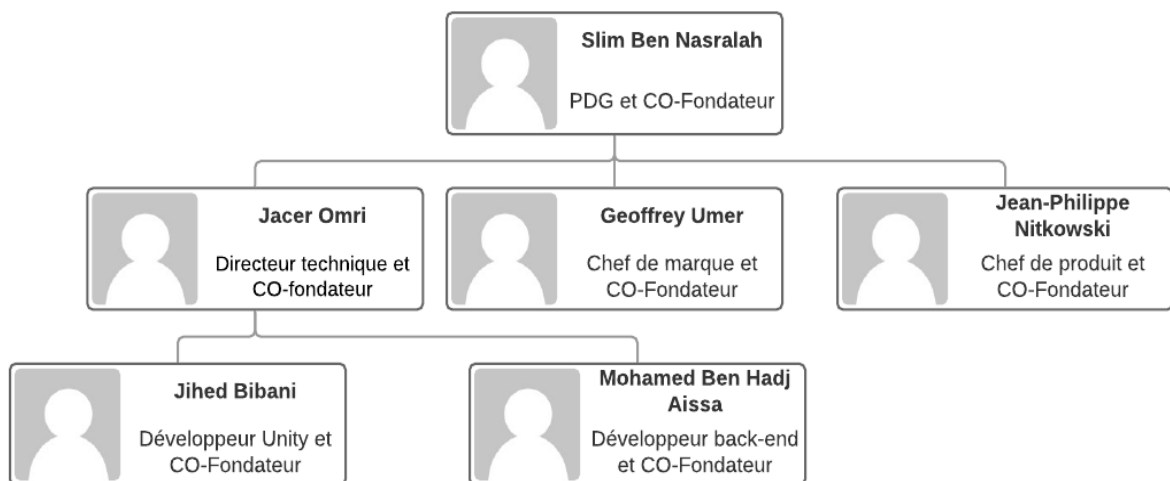 Slim Ben Nasralah
PDG et CO-Fondateur
Jacer Omri
Directeur technique et
CO-fondateur
Geoffrey Umer
Chef de marque et
CO-Fondateur
Jean-Philippe
Nitkowski
Chef de produit et
CO-Fondateur
Jihed Bibani
Développeur Unity et
CO-Fondateur
Mohamed Ben Hadj
Aissa
Développeur back-end
et CO-Fondateur